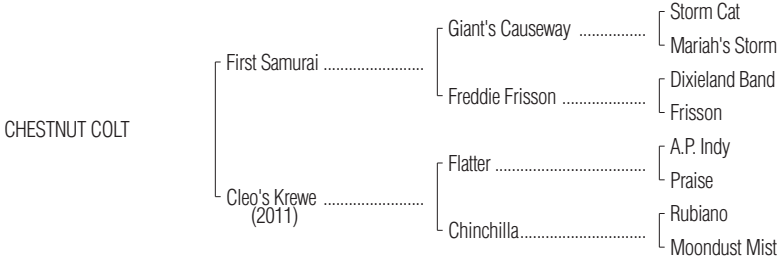 Storm Cat
Giant's Causeway ................
Mariah's Storm
First Samurai ........................
Dixieland Band
Freddie Frisson ....................
Frisson
CHESTNUT COLT
A.P. Indy
Flatter ....................................
Praise
Cleo's Krewe ........................
(2011)
Rubiano
Chinchilla..............................
Moondust Mist